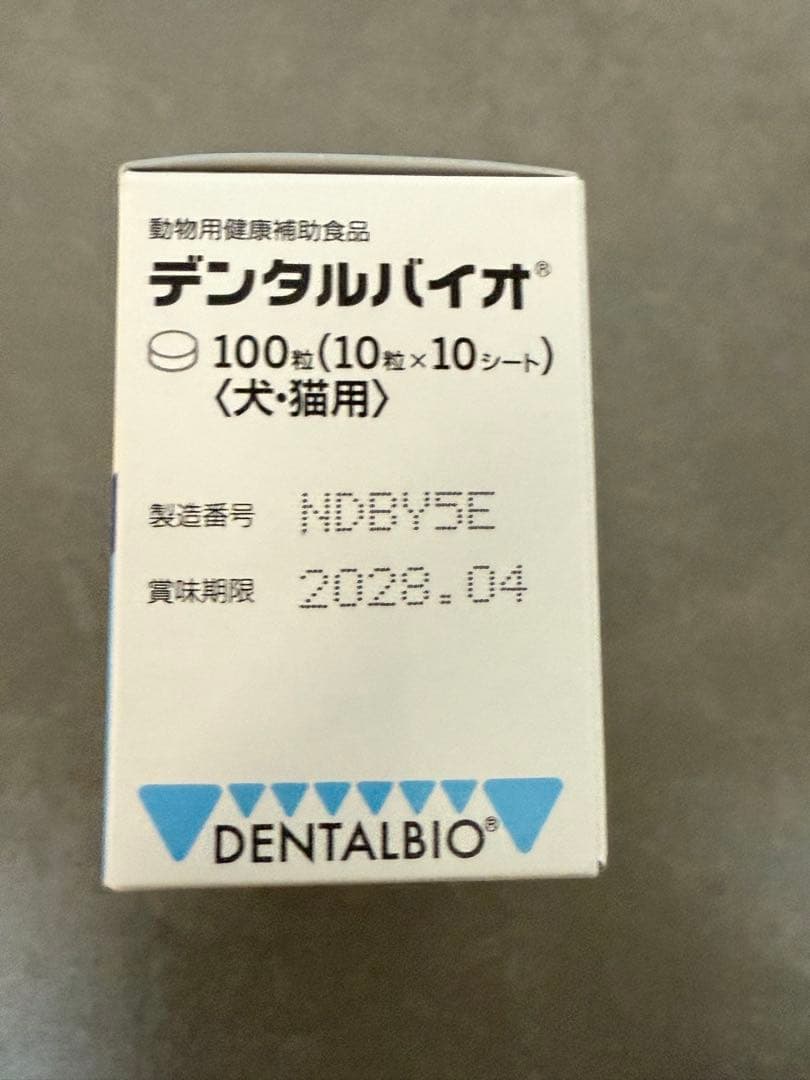 動物用健康補助食品
デンタルバイオ®
100粒(10粒×10シート)
〈犬・猫用〉
製造番号 NDBY5E
賞味期限 2028.04
DENTALBIO®